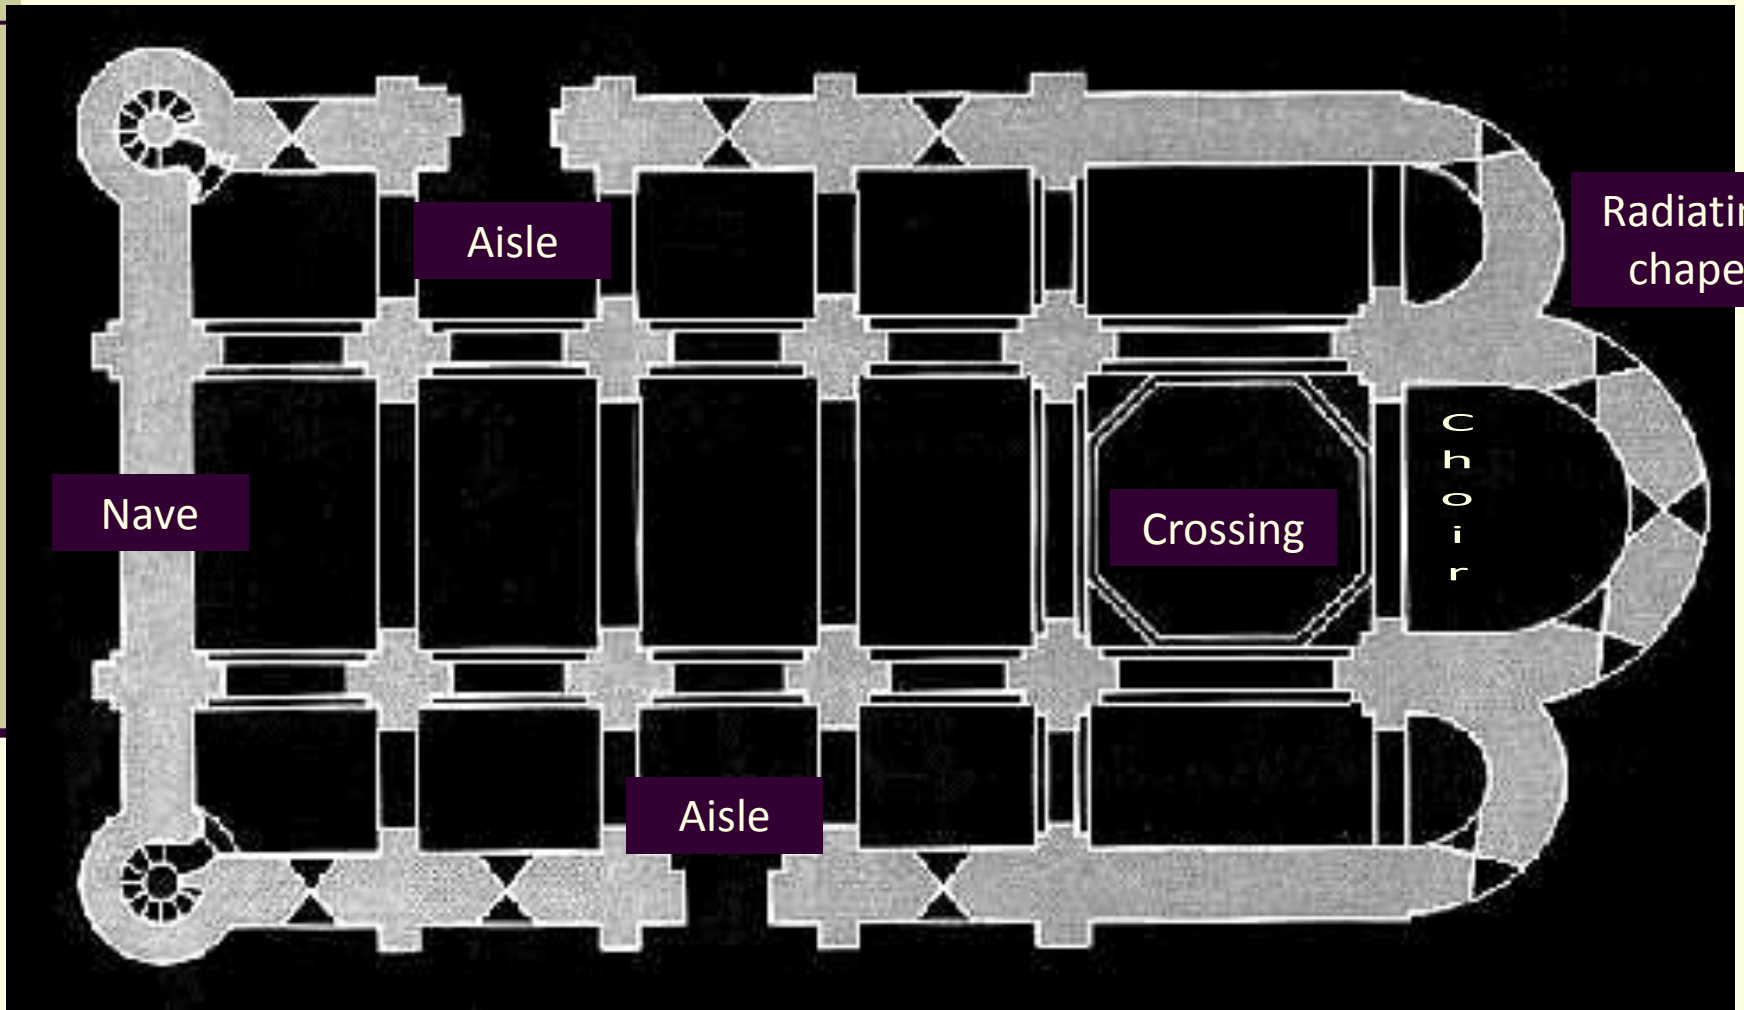 Aisle
Radiatin
chape
Choir
Nave
Crossing
Aisle